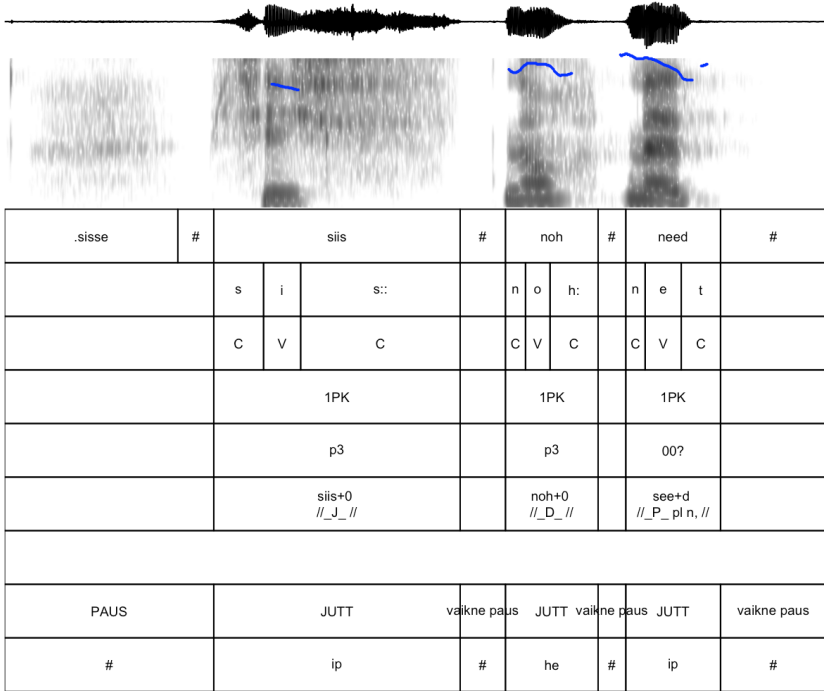 .sisse # siis # noh # need #
s i s:: n o h: n e t
C V C C V C C V C
1PK 1PK 1PK
p3 p3 00?
siis+0 noh+0 see+d
//_J_ // //_D_ // //_P_ pl n, //
PAUS JUTT vaikne paus JUTT vaikne paus JUTT vaikne paus
# ip # he # ip #